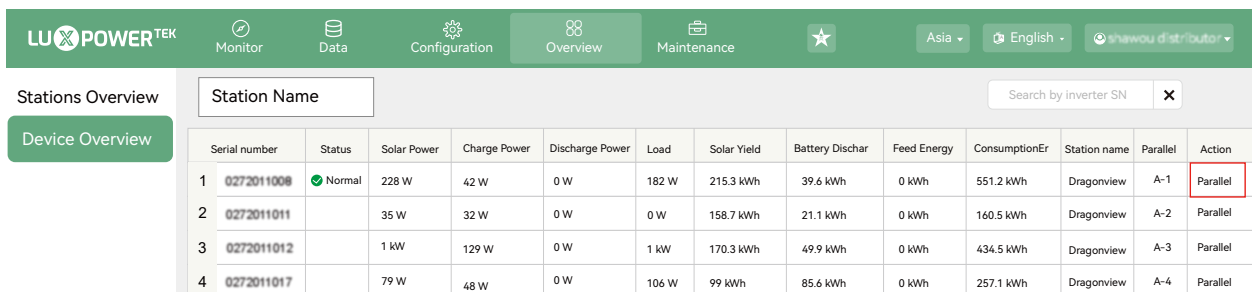 LUXPOWERTEK
Monitor Data Configuration Overview Maintenance Asia English shawou distributor
Stations Overview Station Name Search by inverter SN
Device Overview
Serial number Status Solar Power Charge Power Discharge Power Load Solar Yield Battery Dischar Feed Energy ConsumptionEr Station name Parallel Action
1 0272011008 Normal 228 W 42 W 0 W 182 W 215.3 kWh 39.6 kWh 0 kWh 551.2 kWh Dragonview A-1 Parallel
2 0272011011 35 W 32 W 0 W 0 W 158.7 kWh 21.1 kWh 0 kWh 160.5 kWh Dragonview A-2 Parallel
3 0272011012 1 kW 129 W 0 W 1 kW 170.3 kWh 49.9 kWh 0 kWh 434.5 kWh Dragonview A-3 Parallel
4 0272011017 79 W 48 W 0 W 106 W 99 kWh 85.6 kWh 0 kWh 257.1 kWh Dragonview A-4 Parallel